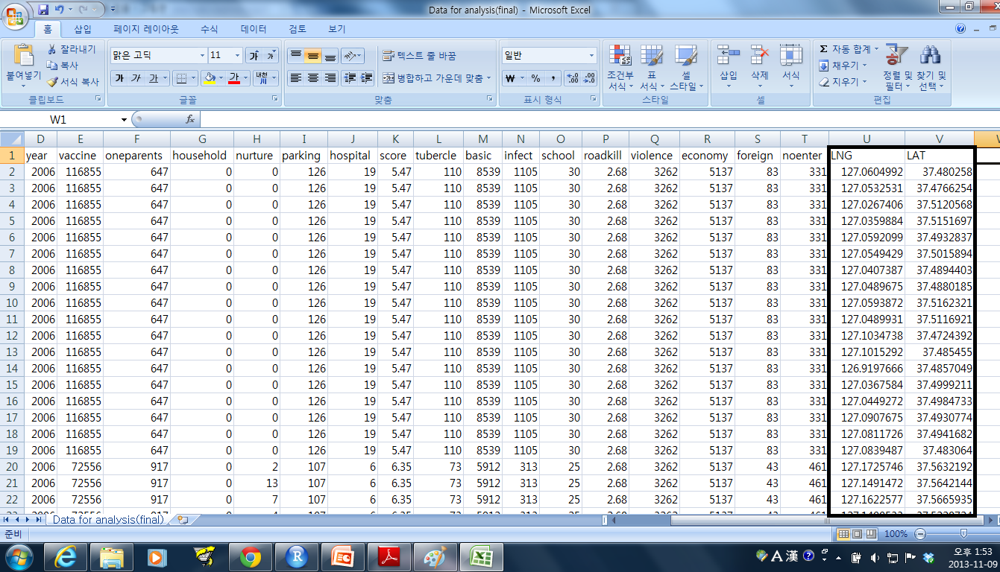 Data for analysis(final) - Microsoft Excel
홈 삽입 페이지 레이아웃 수식 데이터 검토 보기
붙여넣기 잘라내기 복사 서식 복사
클립보드
맑은 고딕 11 가 가
가 가 가 가 내천
글꼴
텍스트 줄 바꿈
병합하고 가운데 맞춤
맞춤
일반
₩ % ,
표시 형식
조건부 서식 표 서식 셀 스타일
스타일
삽입 삭제 서식
셀
Σ 자동 합계 채우기 지우기 정렬 및 필터 찾기 및 선택
편집
W1 fx
D E F G H I J K L M N O P Q R S T U V
1 year vaccine oneparents household nurture parking hospital score tubercle basic infect school roadkill violence economy foreign noenter LNG LAT
2 2006 116855 647 0 0 126 19 5.47 110 8539 1105 30 2.68 3262 5137 83 331 127.0604992 37.480258
3 2006 116855 647 0 0 126 19 5.47 110 8539 1105 30 2.68 3262 5137 83 331 127.0532531 37.4766254
4 2006 116855 647 0 0 126 19 5.47 110 8539 1105 30 2.68 3262 5137 83 331 127.0267406 37.5120568
5 2006 116855 647 0 0 126 19 5.47 110 8539 1105 30 2.68 3262 5137 83 331 127.0359884 37.5151697
6 2006 116855 647 0 0 126 19 5.47 110 8539 1105 30 2.68 3262 5137 83 331 127.0592099 37.4932837
7 2006 116855 647 0 0 126 19 5.47 110 8539 1105 30 2.68 3262 5137 83 331 127.0549429 37.5015894
8 2006 116855 647 0 0 126 19 5.47 110 8539 1105 30 2.68 3262 5137 83 331 127.0407387 37.4894403
9 2006 116855 647 0 0 126 19 5.47 110 8539 1105 30 2.68 3262 5137 83 331 127.0489675 37.4880185
10 2006 116855 647 0 0 126 19 5.47 110 8539 1105 30 2.68 3262 5137 83 331 127.0593872 37.5162321
11 2006 116855 647 0 0 126 19 5.47 110 8539 1105 30 2.68 3262 5137 83 331 127.0489931 37.5116921
12 2006 116855 647 0 0 126 19 5.47 110 8539 1105 30 2.68 3262 5137 83 331 127.1034738 37.4724392
13 2006 116855 647 0 0 126 19 5.47 110 8539 1105 30 2.68 3262 5137 83 331 127.1015292 37.485455
14 2006 116855 647 0 0 126 19 5.47 110 8539 1105 30 2.68 3262 5137 83 331 126.9197666 37.4857049
15 2006 116855 647 0 0 126 19 5.47 110 8539 1105 30 2.68 3262 5137 83 331 127.0367584 37.4999211
16 2006 116855 647 0 0 126 19 5.47 110 8539 1105 30 2.68 3262 5137 83 331 127.0449272 37.4984733
17 2006 116855 647 0 0 126 19 5.47 110 8539 1105 30 2.68 3262 5137 83 331 127.0907675 37.4930774
18 2006 116855 647 0 0 126 19 5.47 110 8539 1105 30 2.68 3262 5137 83 331 127.0811726 37.4941682
19 2006 116855 647 0 0 126 19 5.47 110 8539 1105 30 2.68 3262 5137 83 331 127.0839487 37.483064
20 2006 72556 917 0 2 107 6 6.35 73 5912 313 25 2.68 3262 5137 43 461 127.1725746 37.5632192
21 2006 72556 917 0 13 107 6 6.35 73 5912 313 25 2.68 3262 5137 43 461 127.1491472 37.5642144
22 2006 72556 917 0 7 107 6 6.35 73 5912 313 25 2.68 3262 5137 43 461 127.1622577 37.5665935
Data for analysis(final)
준비 100%
A 漢 오후 1:53
2013-11-09